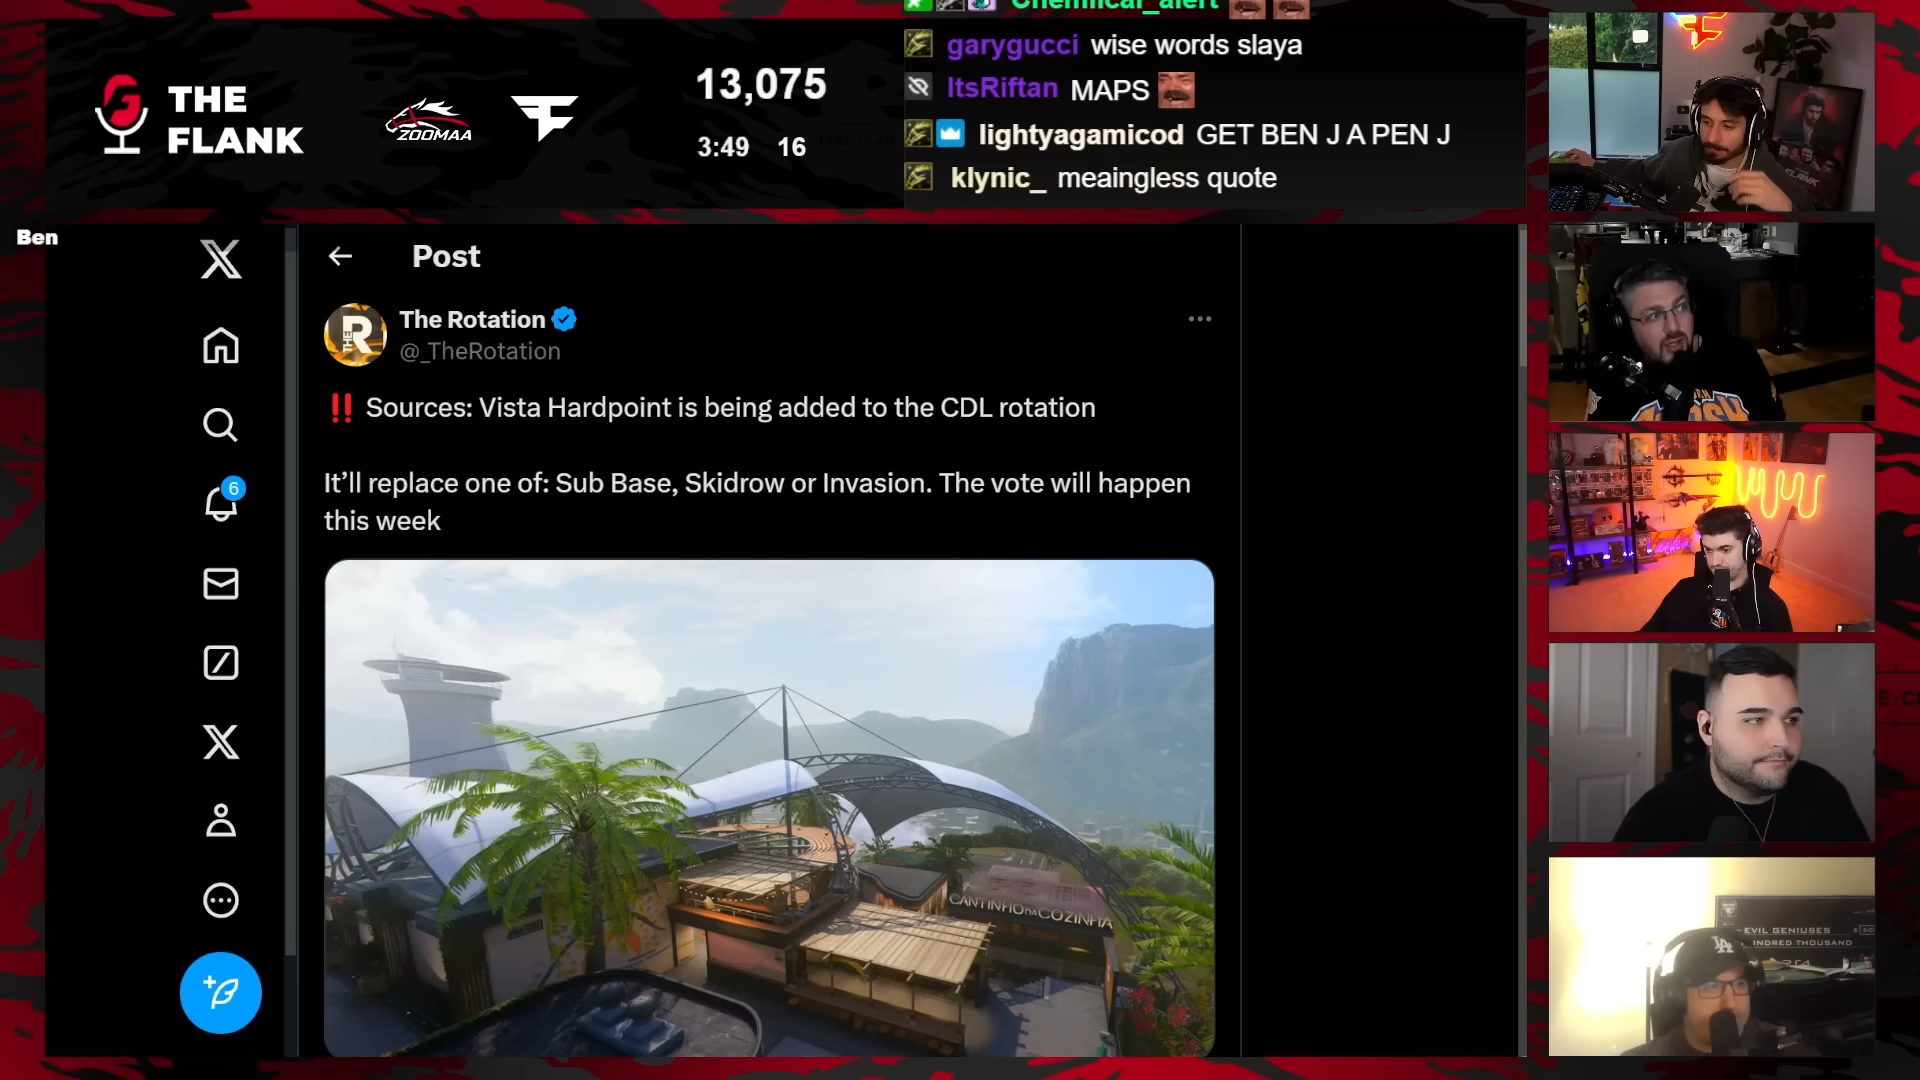 THE
FLANK
ZOOMAA
13,075
3:49 16
Chemiical_alert
garygucci wise words slaya
ItsRiftan MAPS
lightyagamicod GET BEN J A PEN J
klynic_ meaingless quote
Ben
Post
The Rotation
@_TheRotation
‼️ Sources: Vista Hardpoint is being added to the CDL rotation
It’ll replace one of: Sub Base, Skidrow or Invasion. The vote will happen
this week
6
CANTINHO DA COZINHA
EVIL GENIUSES
LA